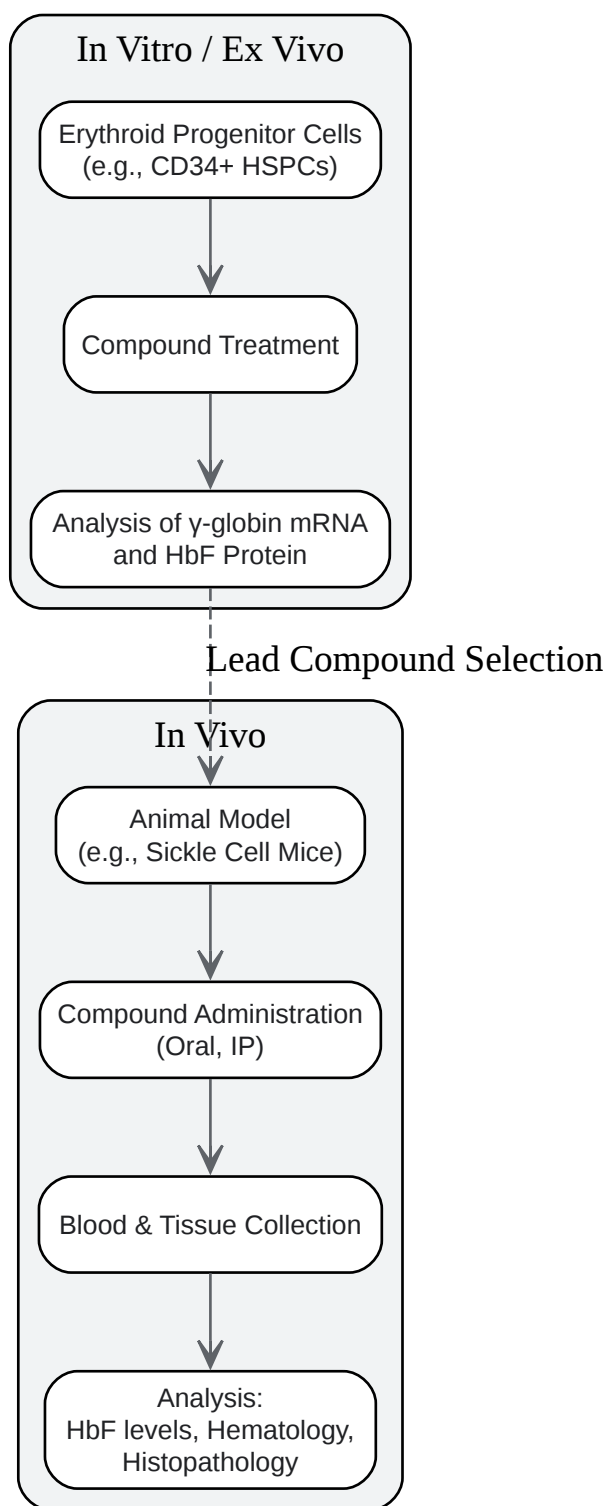 In Vitro / Ex Vivo
Erythroid Progenitor Cells
(e.g., CD34+ HSPCs)
Compound Treatment
Analysis of γ-globin mRNA
and HbF Protein
Lead Compound Selection
In Vivo
Animal Model
(e.g., Sickle Cell Mice)
Compound Administration
(Oral, IP)
Blood & Tissue Collection
Analysis:
HbF levels, Hematology,
Histopathology